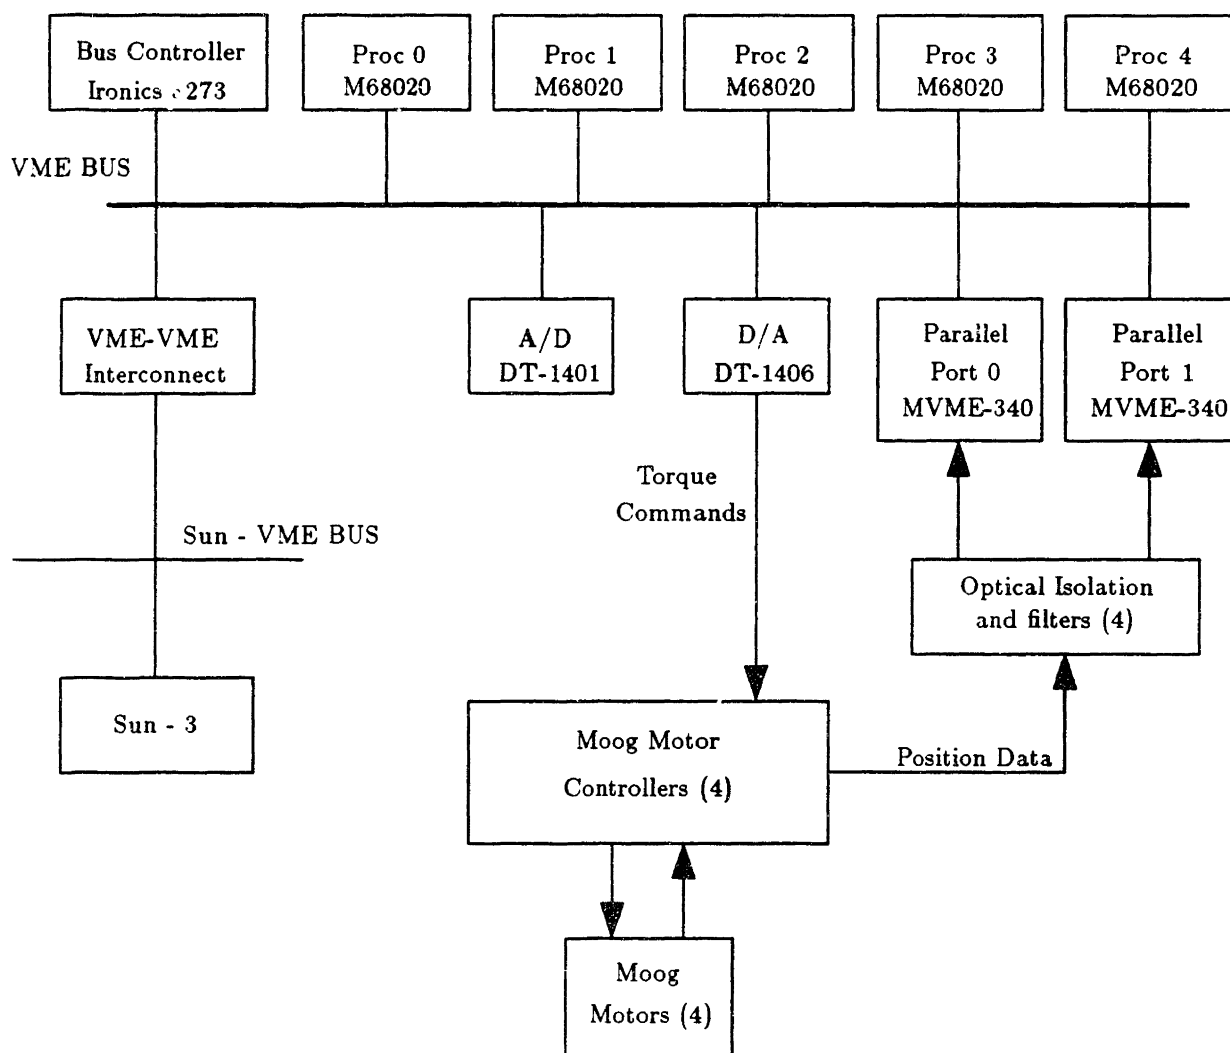 Bus Controller
Ironics 273
Proc 0
M68020
Proc 1
M68020
Proc 2
M68020
Proc 3
M68020
Proc 4
M68020
VME BUS
VME-VME
Interconnect
A/D
DT-1401
D/A
DT-1406
Parallel
Port 0
MVME-340
Parallel
Port 1
MVME-340
Torque
Commands
Sun - VME BUS
Optical Isolation
and filters (4)
Sun - 3
Moog Motor
Controllers (4)
Position Data
Moog
Motors (4)